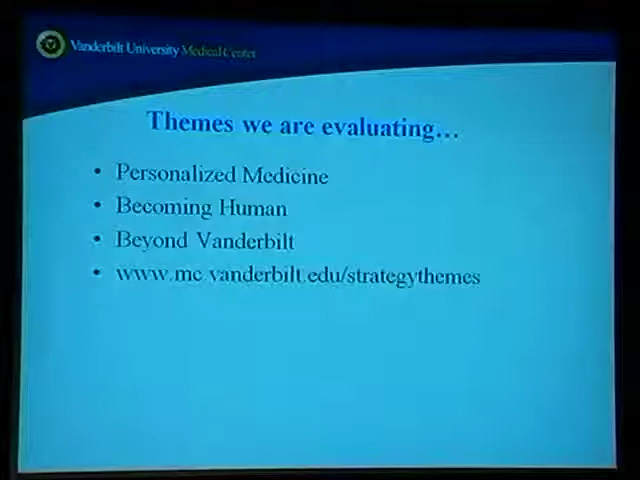 Vanderbilt University Medical Center
Themes we are evaluating…
• Personalized Medicine
• Becoming Human
• Beyond Vanderbilt
• www.mc.vanderbilt.edu/strategythemes